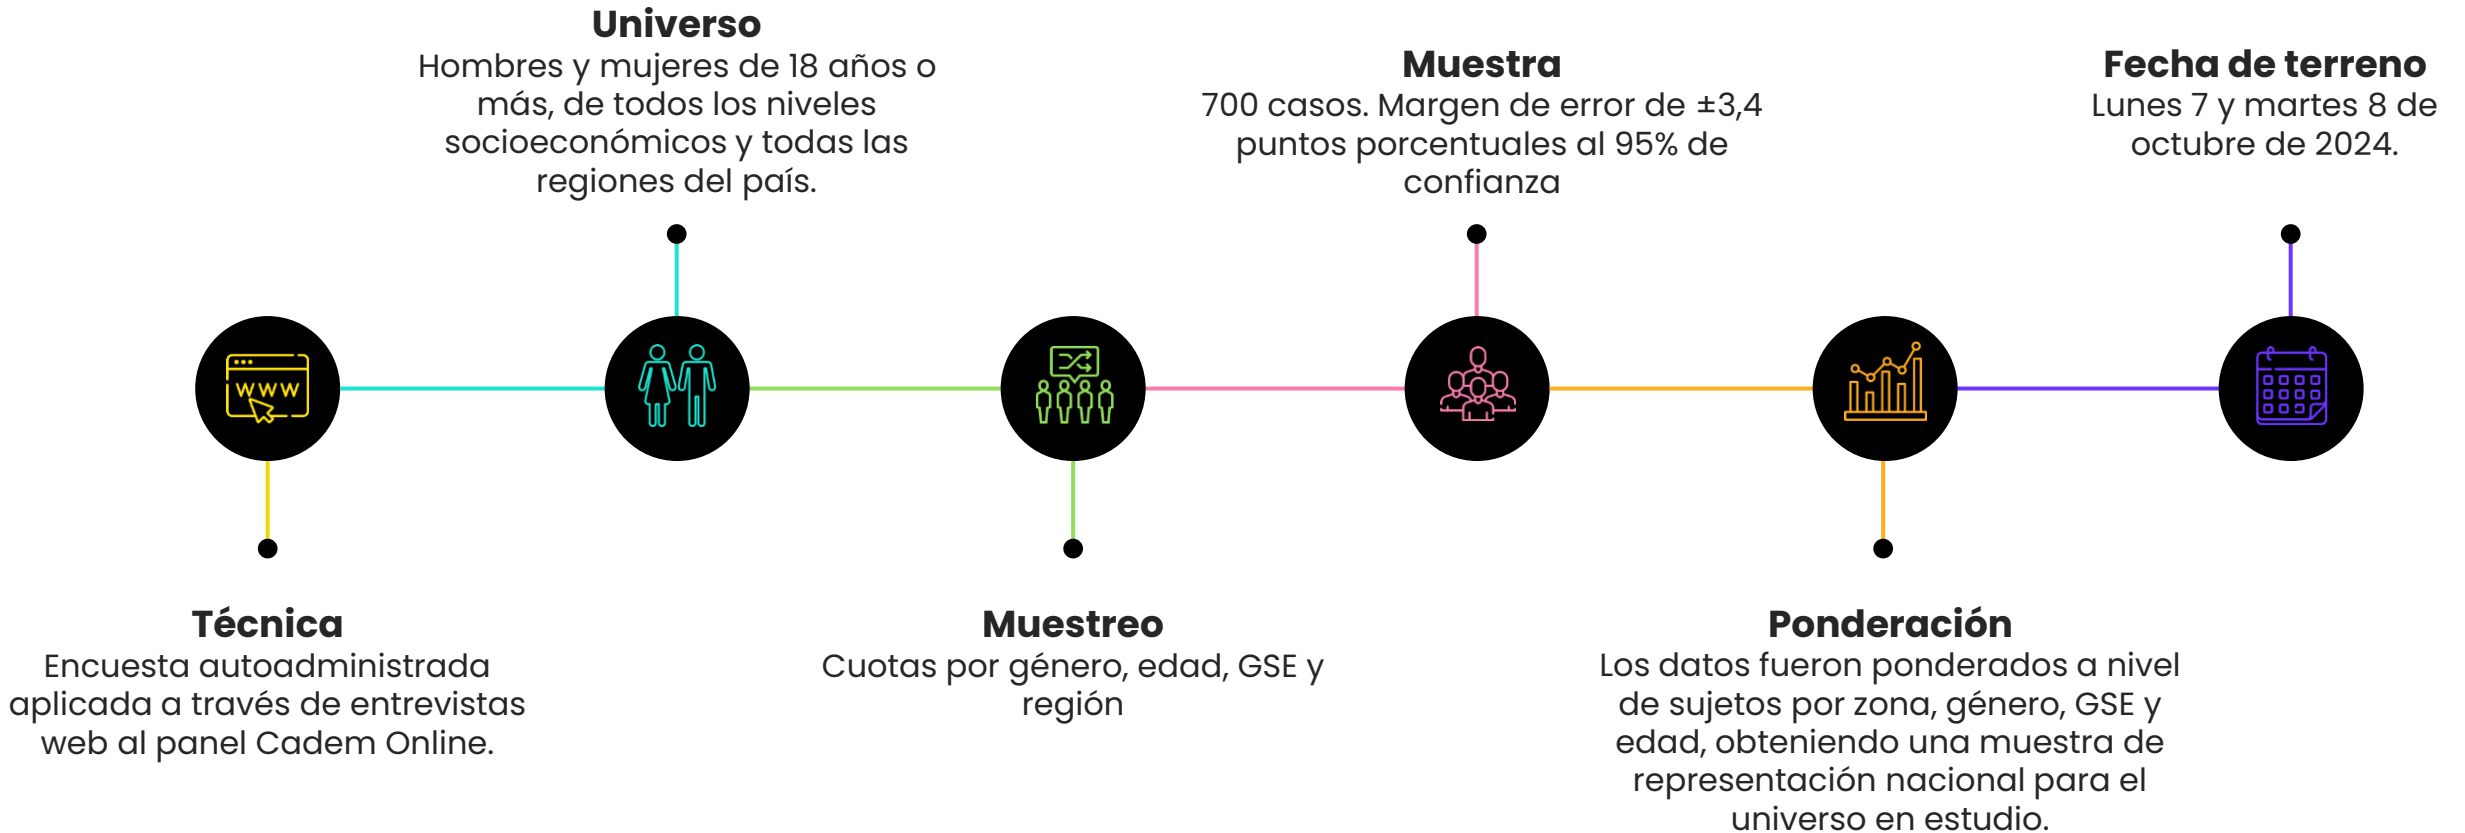 Universo
Hombres y mujeres de 18 años o
más, de todos los niveles
socioeconómicos y todas las
regiones del país.
Muestra
700 casos. Margen de error de ±3,4
puntos porcentuales al 95% de
confianza
Fecha de terreno
Lunes 7 y martes 8 de
octubre de 2024.
WWW
Técnica
Encuesta autoadministrada
aplicada a través de entrevistas
web al panel Cadem Online.
Muestreo
Cuotas por género, edad, GSE y
región
Ponderación
Los datos fueron ponderados a nivel
de sujetos por zona, género, GSE y
edad, obteniendo una muestra de
representación nacional para el
universo en estudio.